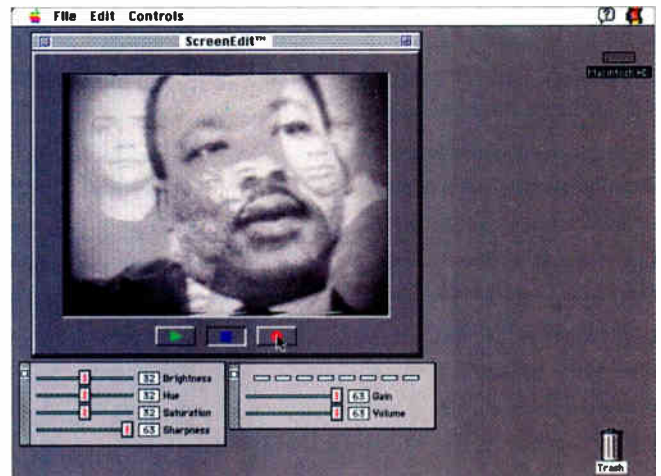 File Edit Controls
ScreenEdit™
Macintosh HD
32 Brightness
32 Hue
32 Saturation
63 Sharpness
63 Gain
63 Volume
Trash